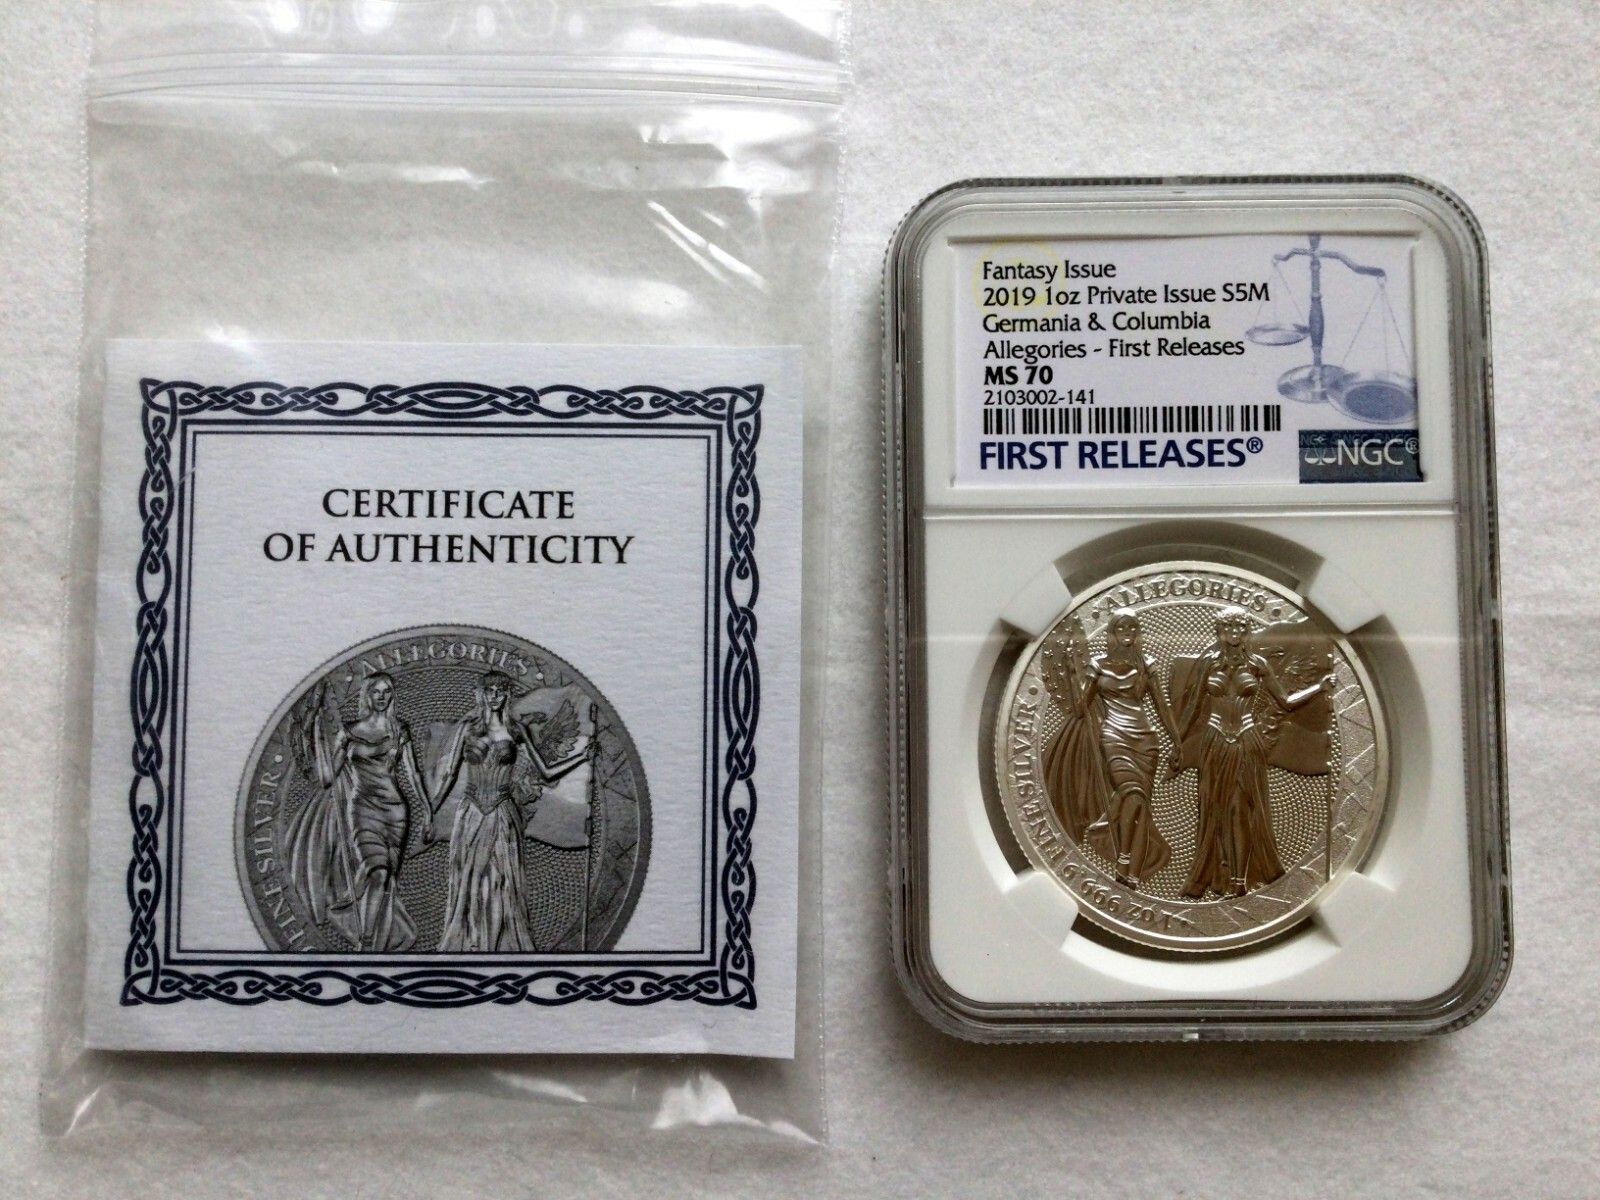 CERTIFICATE
OF AUTHENTICITY
· ALLEGORIES ·
FINE SILVER ·
Fantasy Issue
2019 1oz Private Issue S5M
Germania & Columbia
Allegories - First Releases
MS 70
2103002-141
FIRST RELEASES®
NGC®
· ALLEGORIES ·
· 1 oz 999.9 FINE SILVER ·